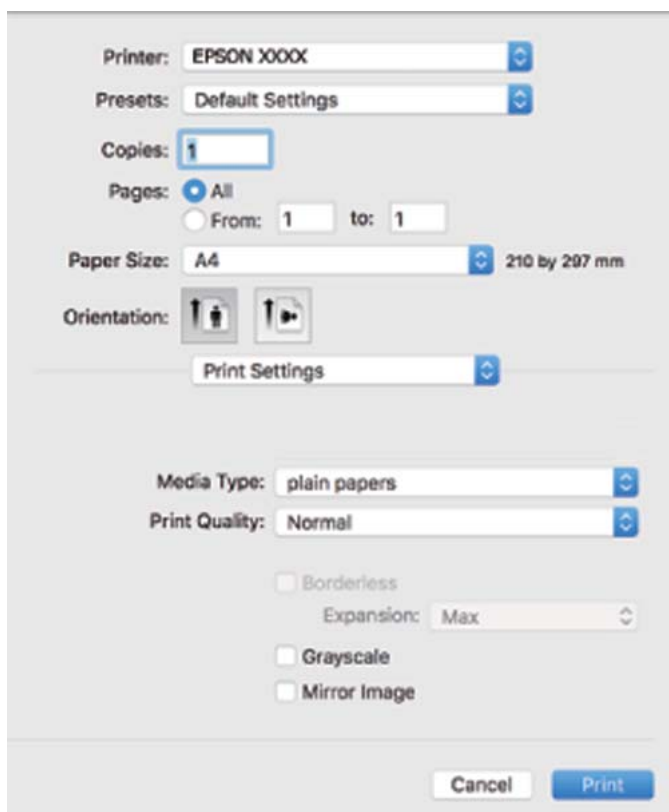 Printer: EPSON XXXX
Presets: Default Settings
Copies: 1
Pages: All
From: 1 to: 1
Paper Size: A4 210 by 297 mm
Orientation:
Print Settings
Media Type: plain papers
Print Quality: Normal
Borderless
Expansion: Max
Grayscale
Mirror Image
Cancel Print